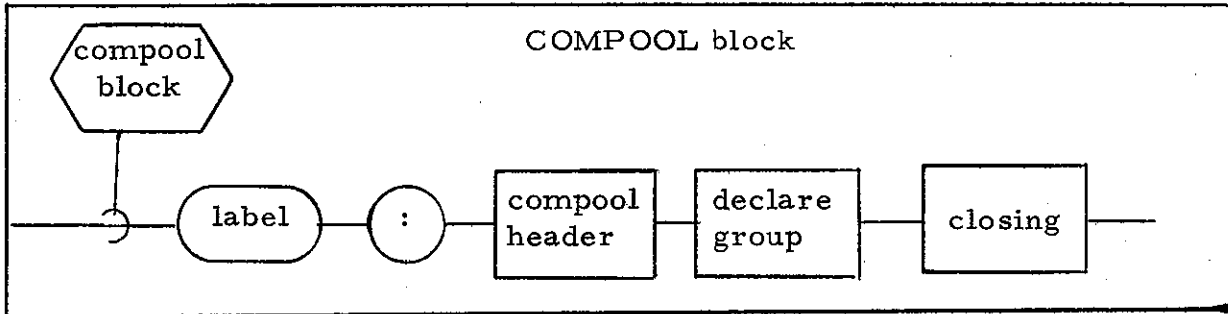 COMPOOL block
compool
block
label
:
compool
header
declare
group
closing